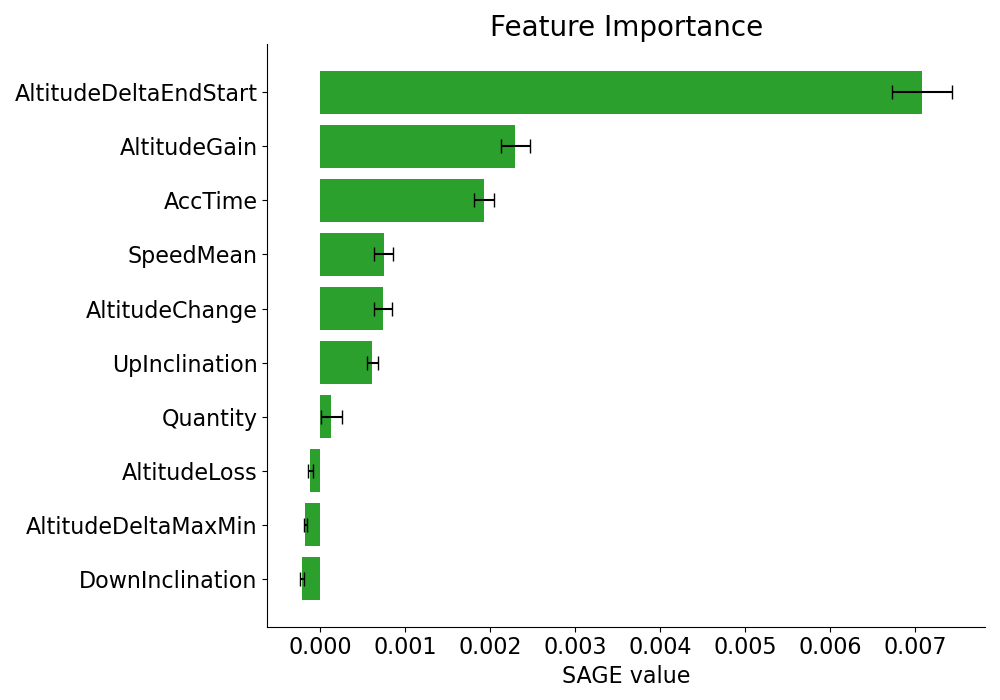 Feature Importance
AltitudeDeltaEndStart
AltitudeGain
AccTime
SpeedMean
AltitudeChange
UpInclination
Quantity
AltitudeLoss
AltitudeDeltaMaxMin
DownInclination
0.000 0.001 0.002 0.003 0.004 0.005 0.006 0.007
SAGE value